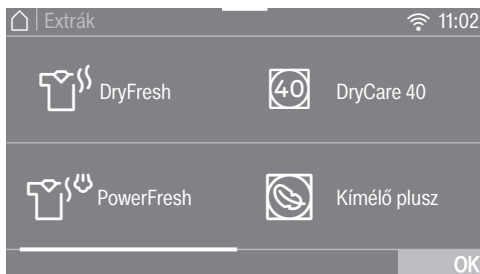 Extrák 11:02
DryFresh
40 DryCare 40
PowerFresh
Kímélő plusz
OK